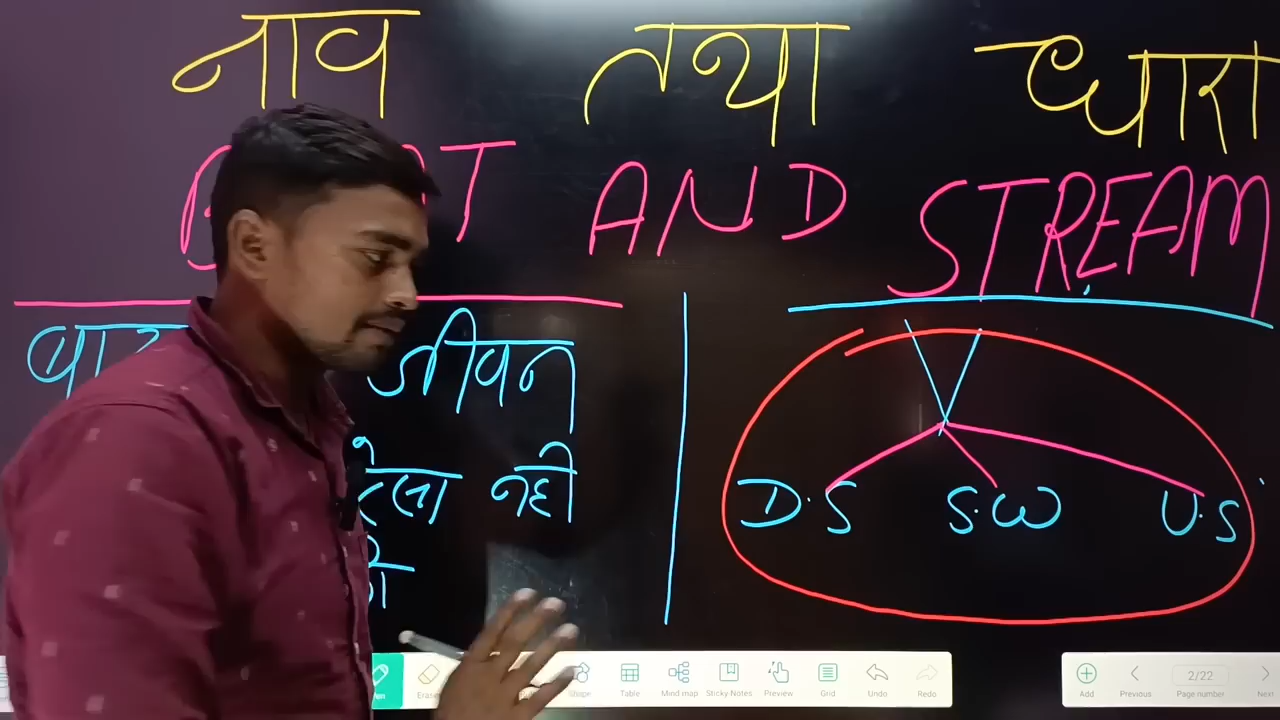 नाव तथा धारा
AND STREAM
जीवन
नही
D.S S.W U.S
Table Mind map Sticky-Notes Preview Grid Undo Redo
Add Previous 2/22 Page number Next